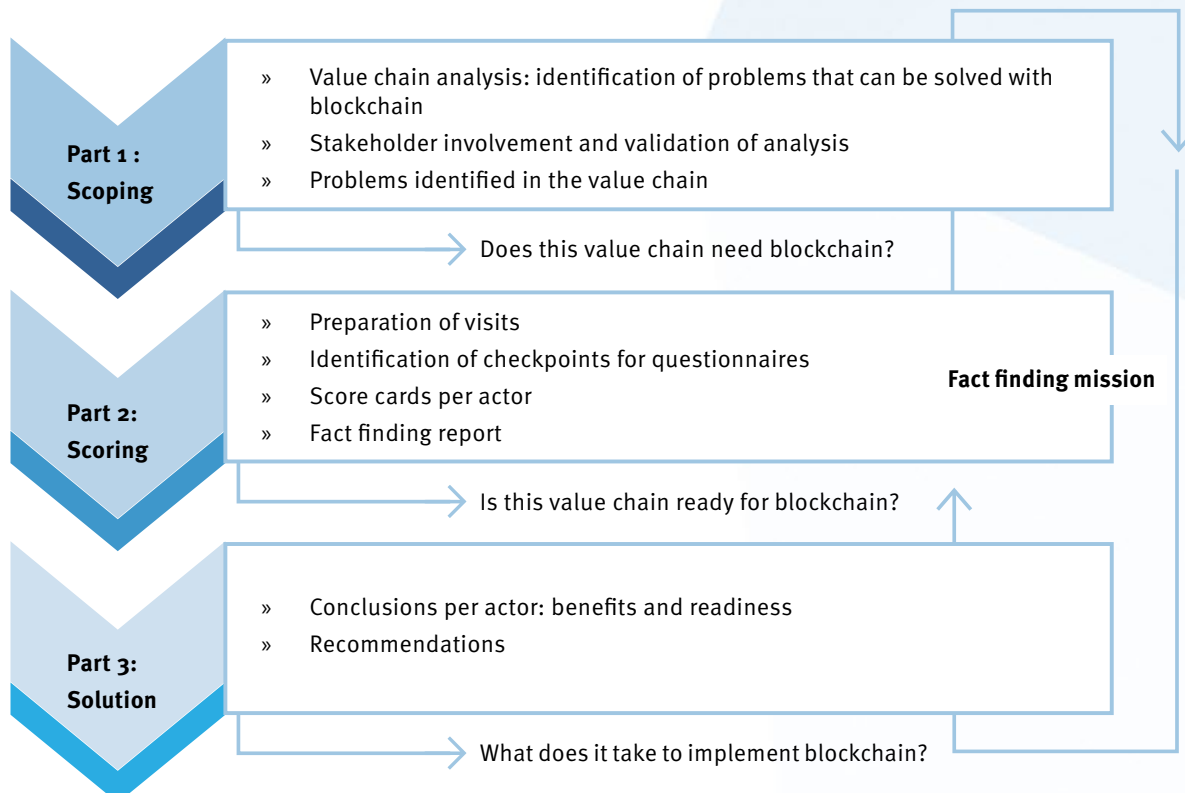 Part 1 :
Scoping
» Value chain analysis: identification of problems that can be solved with
blockchain
» Stakeholder involvement and validation of analysis
» Problems identified in the value chain
Does this value chain need blockchain?
Part 2:
Scoring
» Preparation of visits
» Identification of checkpoints for questionnaires
» Score cards per actor
» Fact finding report
Fact finding mission
Is this value chain ready for blockchain?
Part 3:
Solution
» Conclusions per actor: benefits and readiness
» Recommendations
What does it take to implement blockchain?